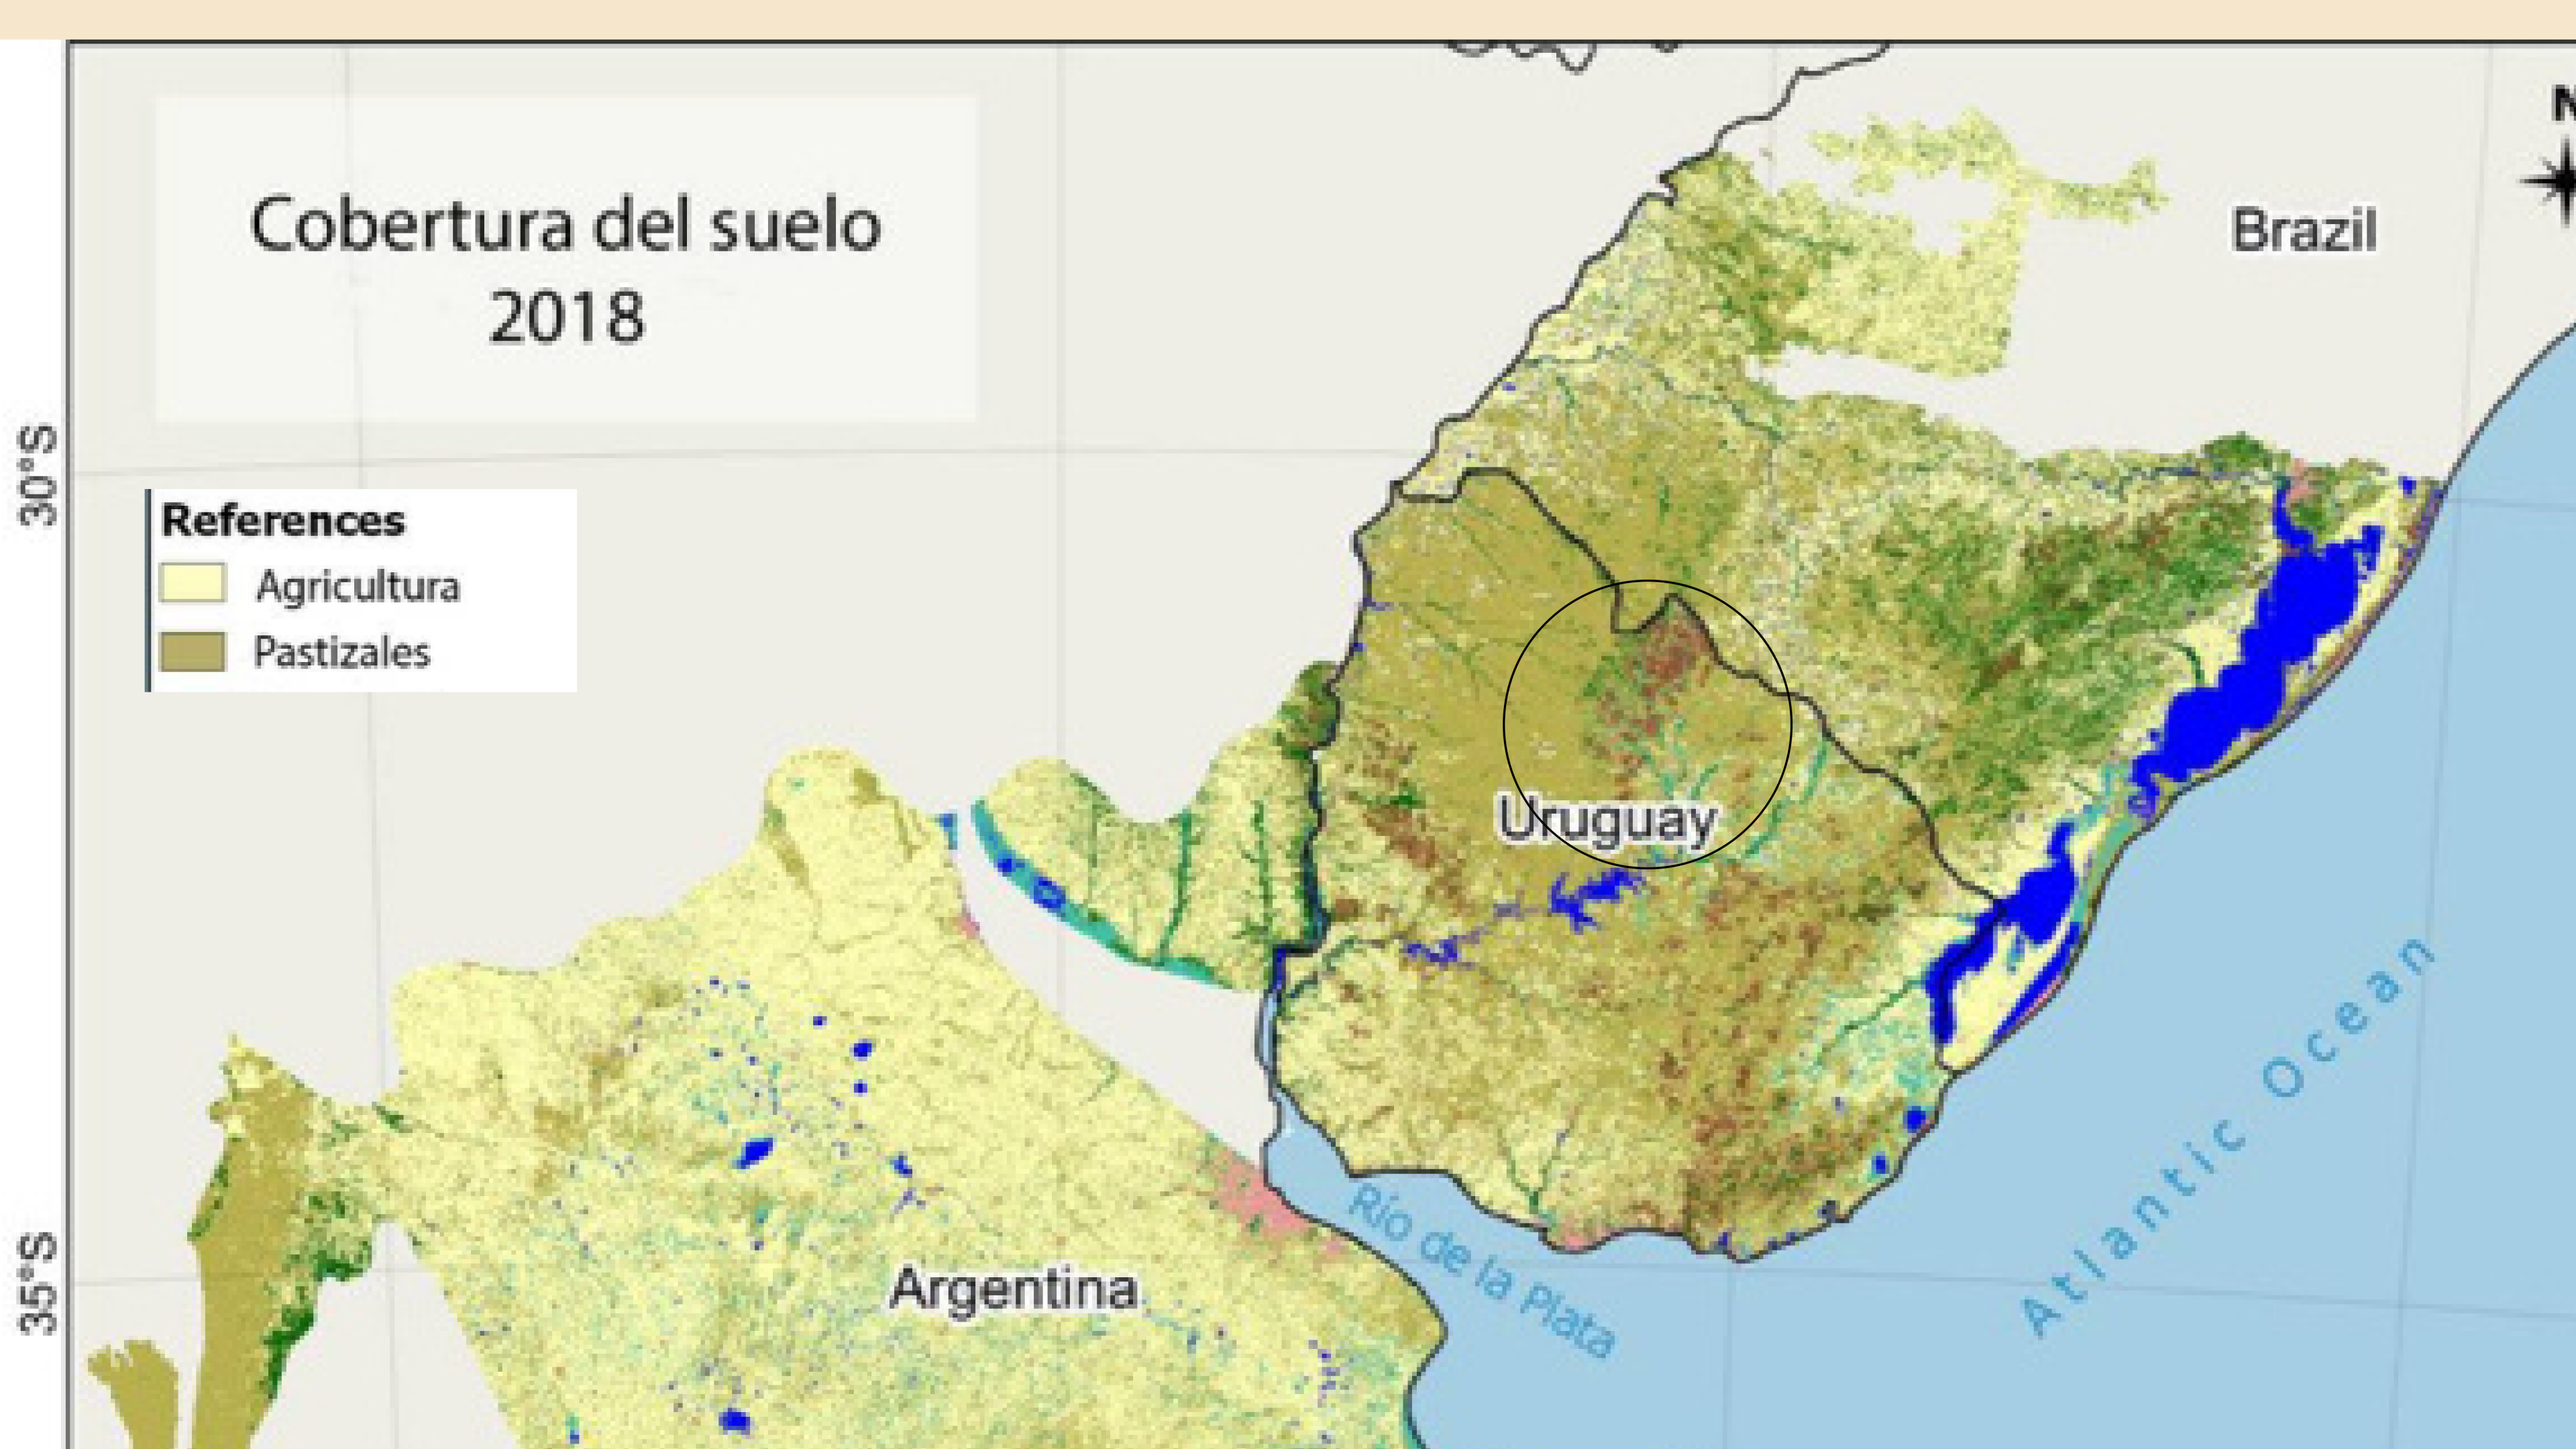 Cobertura del suelo
2018
N
Brazil
30°S
References
Agricultura
Pastizales
Uruguay
Argentina
Río de la Plata
Atlantic Ocean
35°S